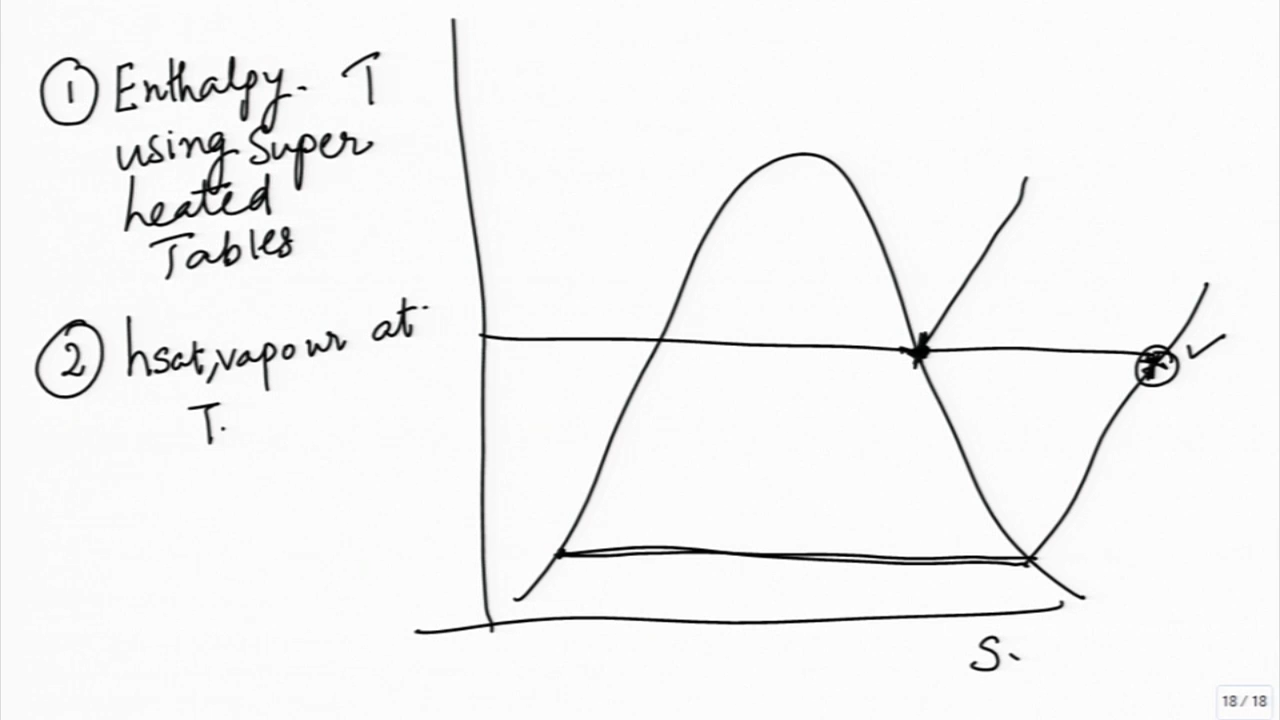 ① Enthalpy. T
using Super
heated
Tables
② hsat,vapour at
T.
S.
18 / 18